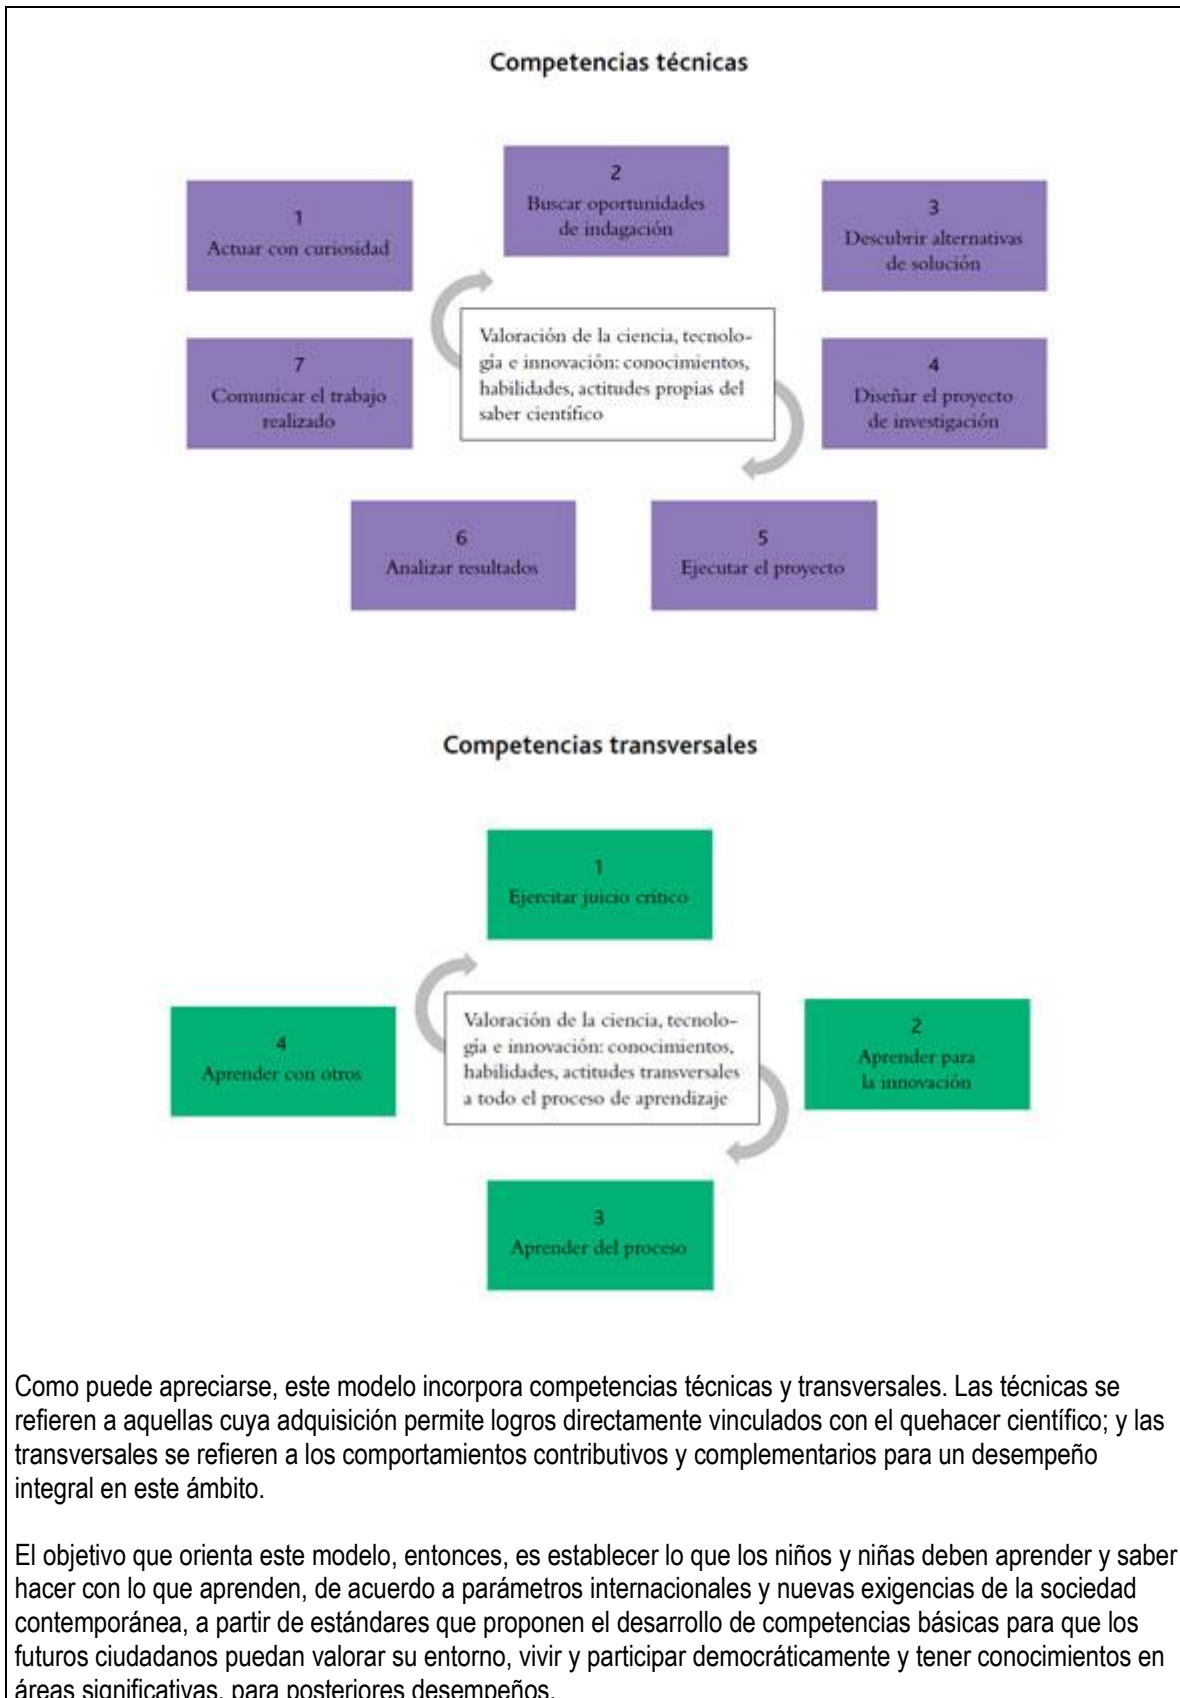 Competencias técnicas
1
Actuar con curiosidad
2
Buscar oportunidades
de indagación
3
Descubrir alternativas
de solución
Valoración de la ciencia, tecnolo-
gía e innovación: conocimientos,
habilidades, actitudes propias del
saber científico
7
Comunicar el trabajo
realizado
4
Diseñar el proyecto
de investigación
6
Analizar resultados
5
Ejecutar el proyecto
Competencias transversales
1
Ejercitar juicio crítico
4
Aprender con otros
Valoración de la ciencia, tecnolo-
gía e innovación: conocimientos,
habilidades, actitudes transversales
a todo el proceso de aprendizaje
2
Aprender para
la innovación
3
Aprender del proceso
Como puede apreciarse, este modelo incorpora competencias técnicas y transversales. Las técnicas se
refieren a aquellas cuya adquisición permite logros directamente vinculados con el quehacer científico; y las
transversales se refieren a los comportamientos contributivos y complementarios para un desempeño
integral en este ámbito.
El objetivo que orienta este modelo, entonces, es establecer lo que los niños y niñas deben aprender y saber
hacer con lo que aprenden, de acuerdo a parámetros internacionales y nuevas exigencias de la sociedad
contemporánea, a partir de estándares que proponen el desarrollo de competencias básicas para que los
futuros ciudadanos puedan valorar su entorno, vivir y participar democráticamente y tener conocimientos en
áreas significativas, para posteriores desempeños.